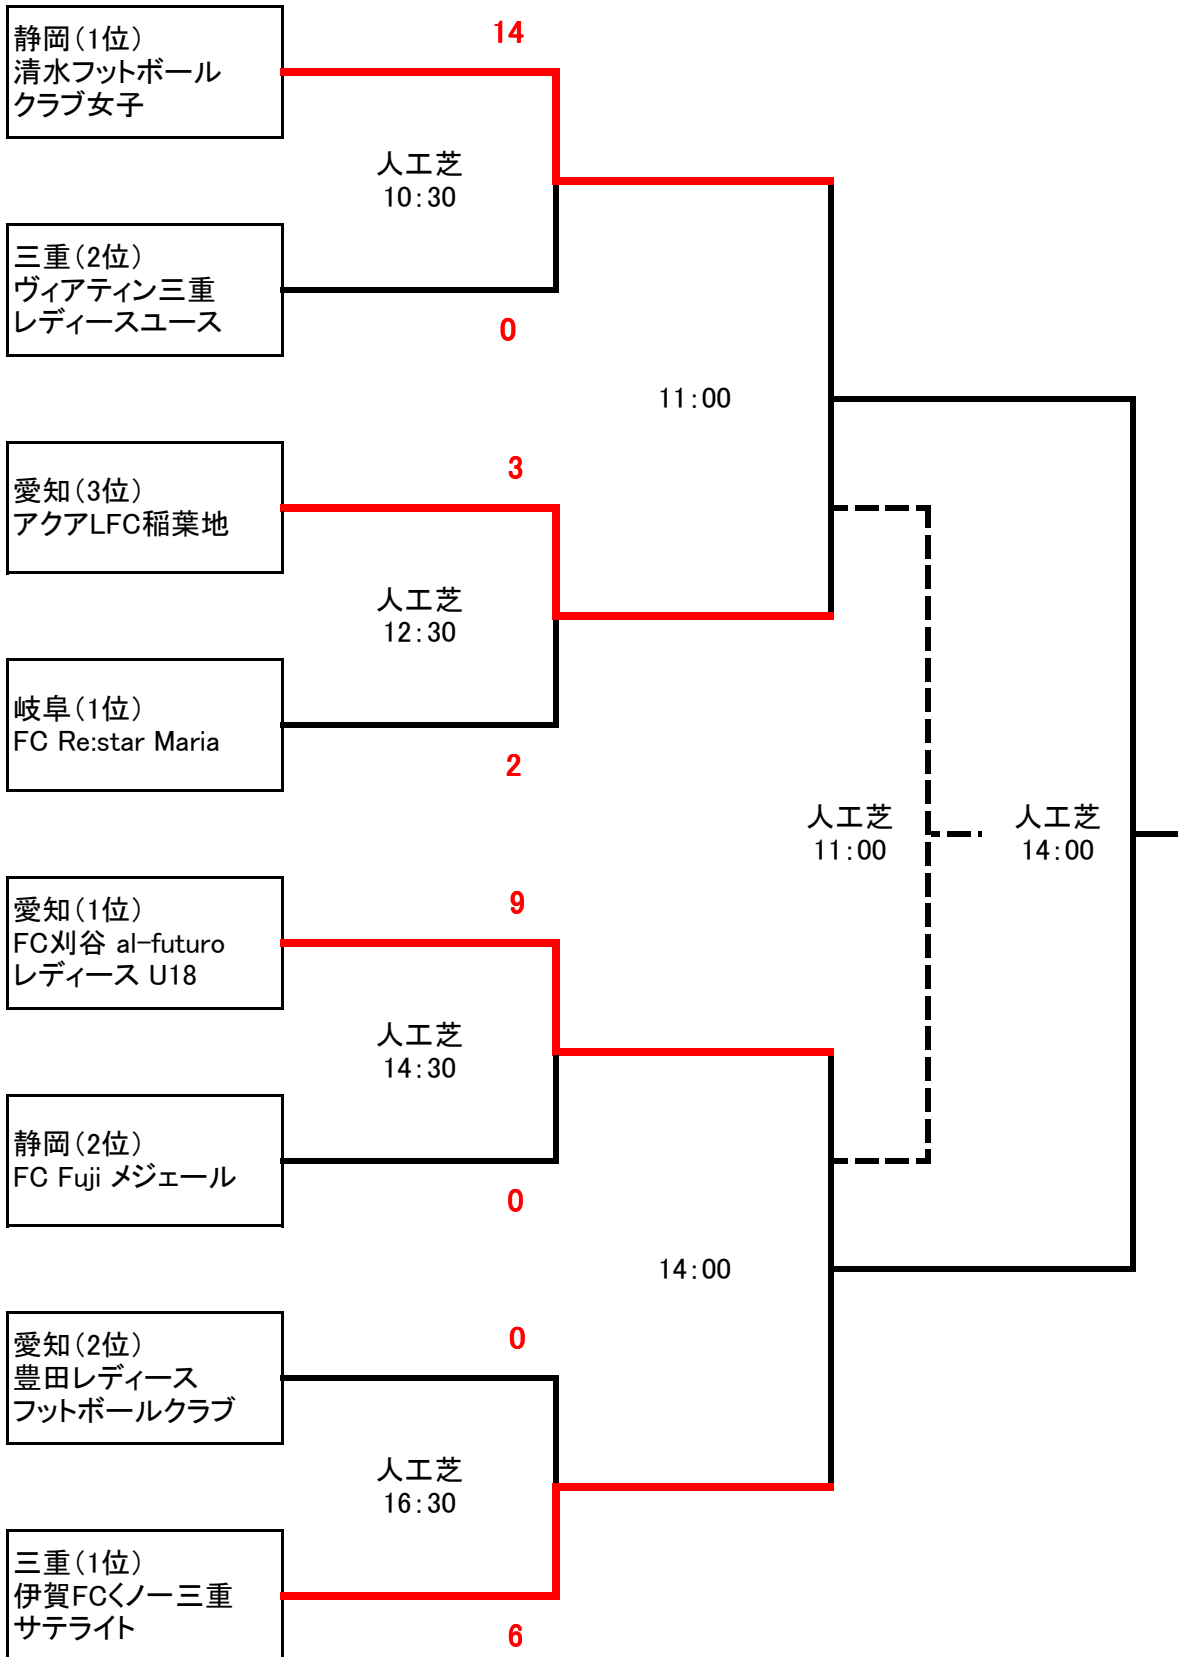 静岡（1位）
清水フットボール
クラブ女子
14
人工芝
10：30
三重（2位）
ヴィアティン三重
レディースユース
0
11：00
愛知（3位）
アクアLFC稲葉地
3
人工芝
12：30
岐阜（1位）
FC Re:star Maria
2
人工芝
11：00
人工芝
14：00
愛知（1位）
FC刈谷 al-futuro
レディース U18
9
人工芝
14：30
静岡（2位）
FC Fuji メジェール
0
14：00
愛知（2位）
豊田レディース
フットボールクラブ
0
人工芝
16：30
三重（1位）
伊賀FCくノ一三重
サテライト
6